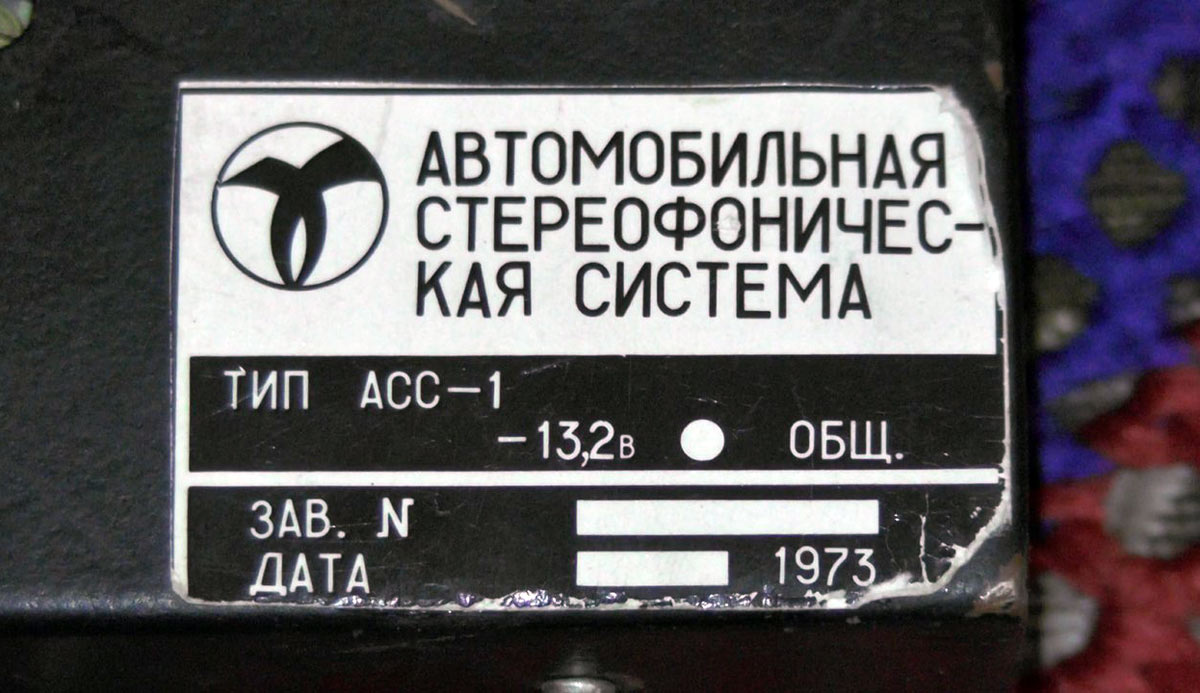 АВТОМОБИЛЬНАЯ
СТЕРЕОФОНИЧЕС-
КАЯ СИСТЕМА
ТИП АСС-1
-13,2в ОБЩ.
ЗАВ. N
ДАТА 1973